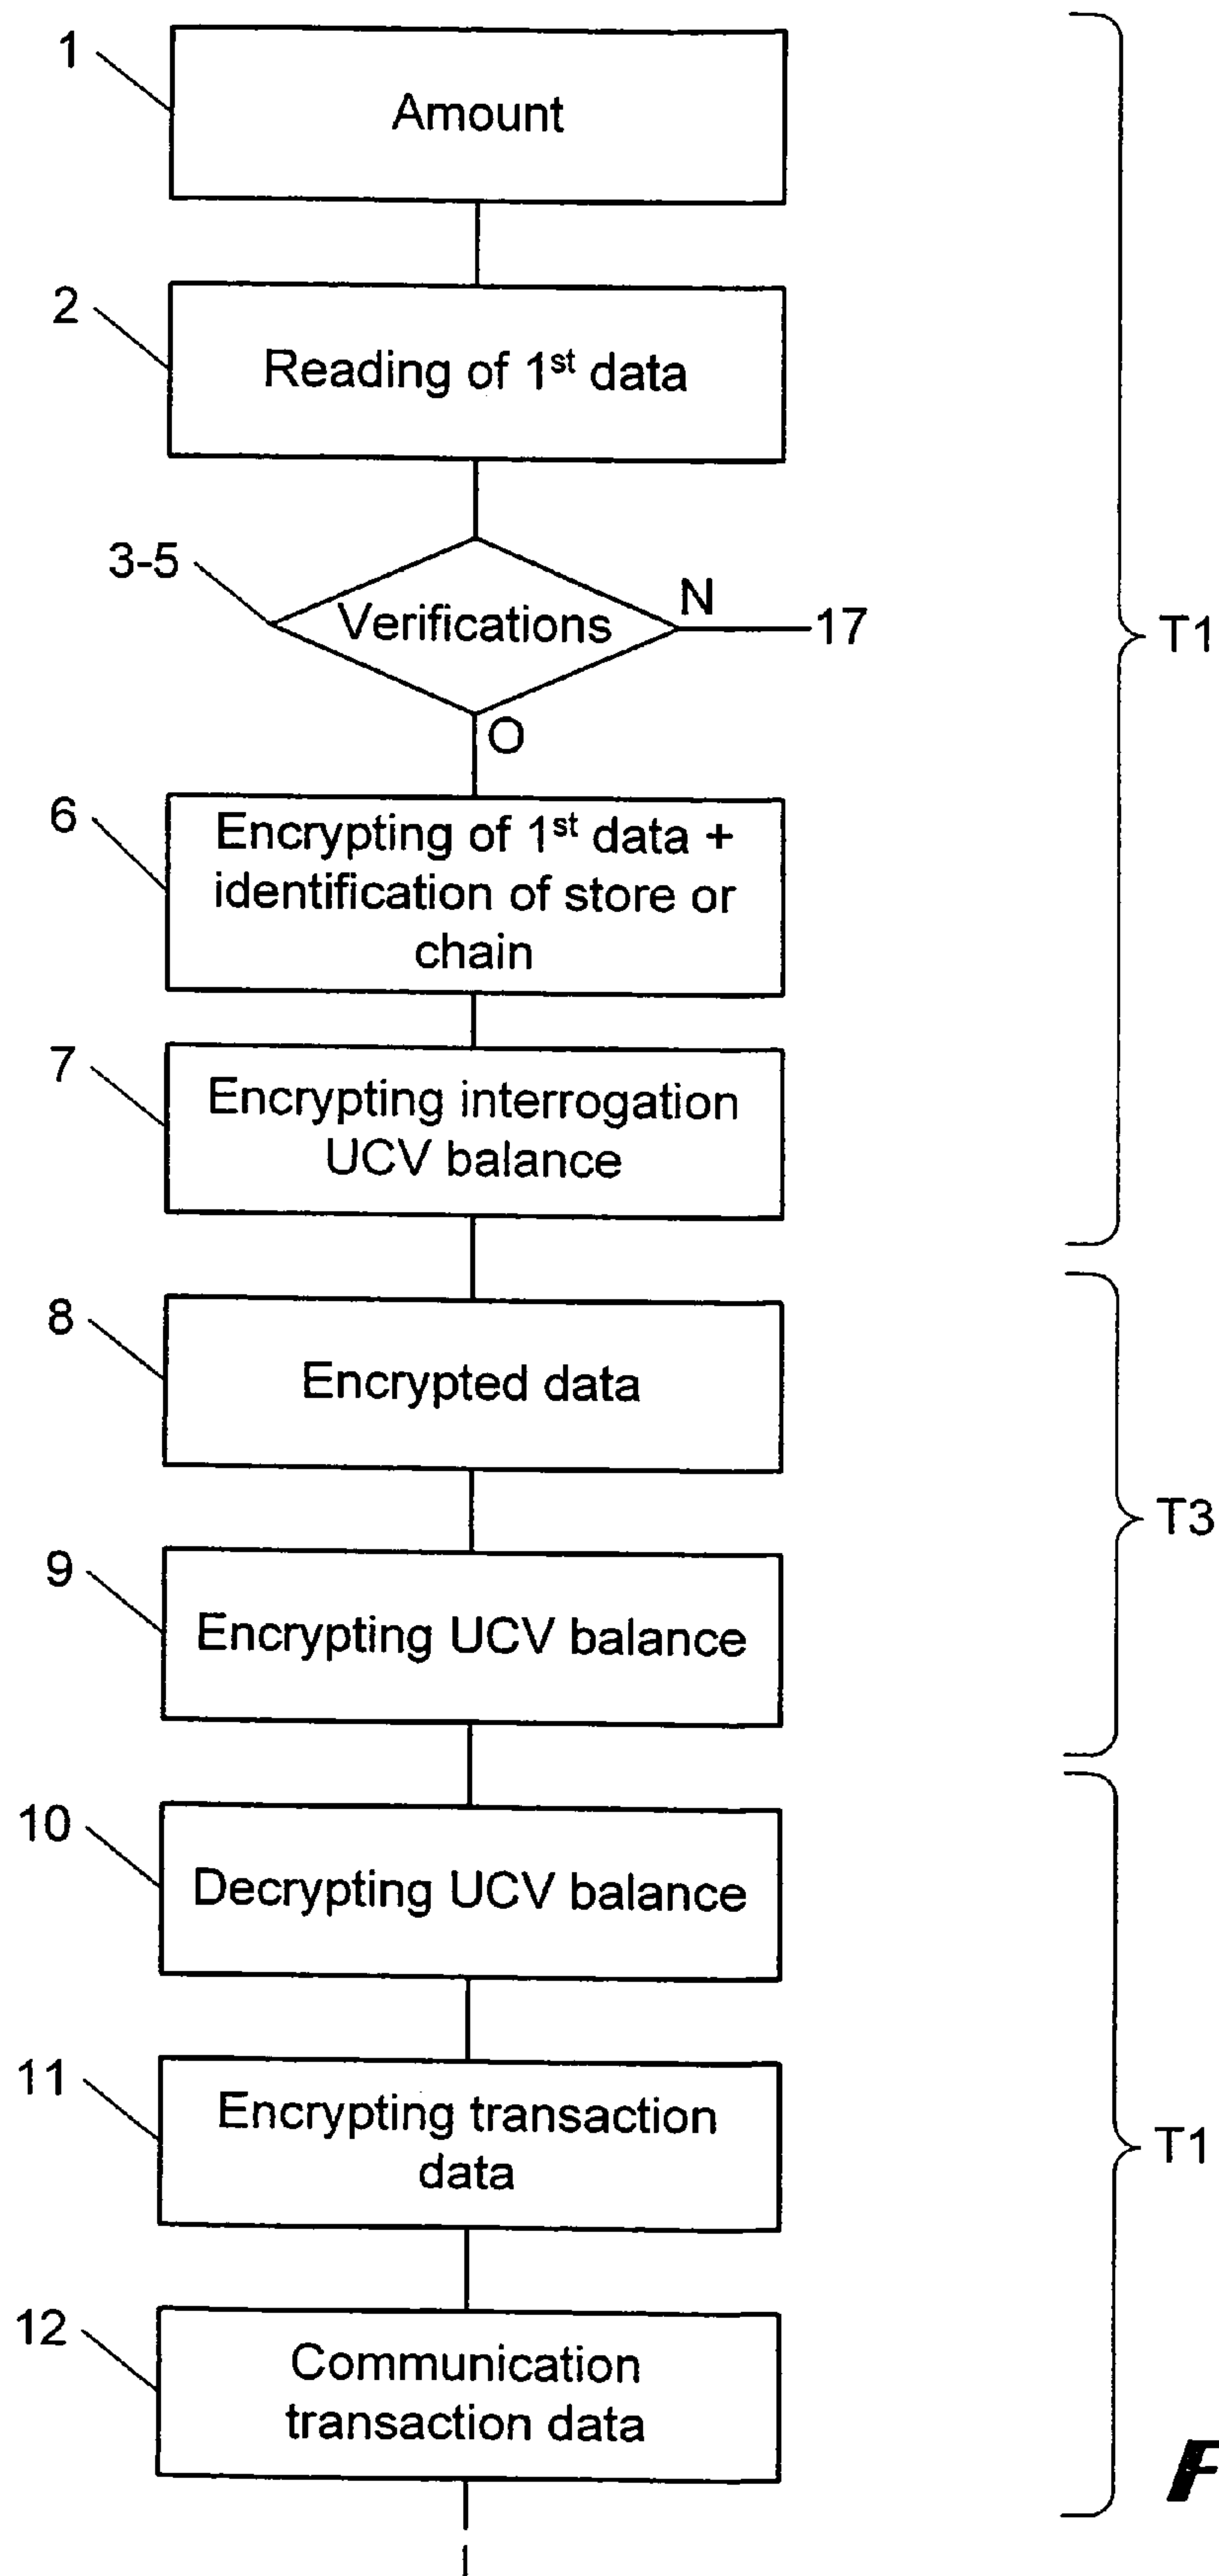 1
Amount
2
Reading of 1st data
3-5
Verifications
N
17
T1
O
6
Encrypting of 1st data +
identification of store or
chain
7
Encrypting interrogation
UCV balance
8
Encrypted data
T3
9
Encrypting UCV balance
10
Decrypting UCV balance
11
Encrypting transaction
data
T1
12
Communication
transaction data
F